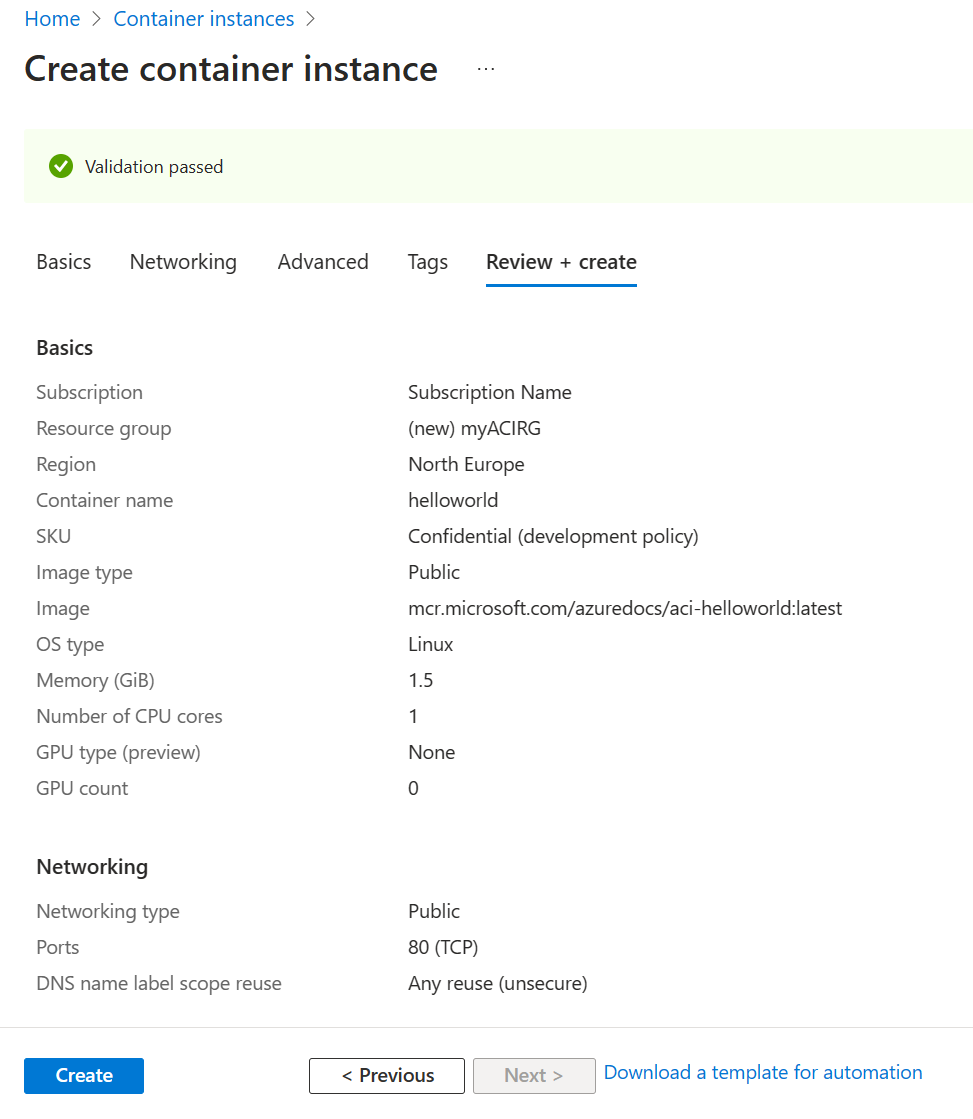 Home > Container instances >
Create container instance ...
Validation passed
Basics Networking Advanced Tags Review + create
Basics
Subscription Subscription Name
Resource group (new) myACIRG
Region North Europe
Container name helloworld
SKU Confidential (development policy)
Image type Public
Image mcr.microsoft.com/azuredocs/aci-helloworld:latest
OS type Linux
Memory (GiB) 1.5
Number of CPU cores 1
GPU type (preview) None
GPU count 0
Networking
Networking type Public
Ports 80 (TCP)
DNS name label scope reuse Any reuse (unsecure)
Create < Previous Next > Download a template for automation